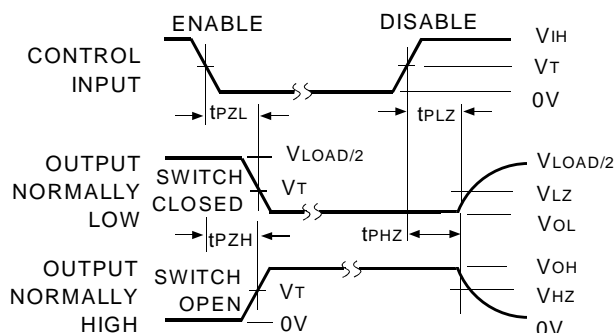 ENABLE
DISABLE
CONTROL
INPUT
VIH
VT
0V
tPZL
tPLZ
OUTPUT
NORMALLY
LOW
SWITCH
CLOSED
VLOAD/2
VT
VLOAD/2
VLZ
VOL
tPZH
tPHZ
OUTPUT
NORMALLY
HIGH
SWITCH
OPEN
VT
0V
VOH
VHZ
0V